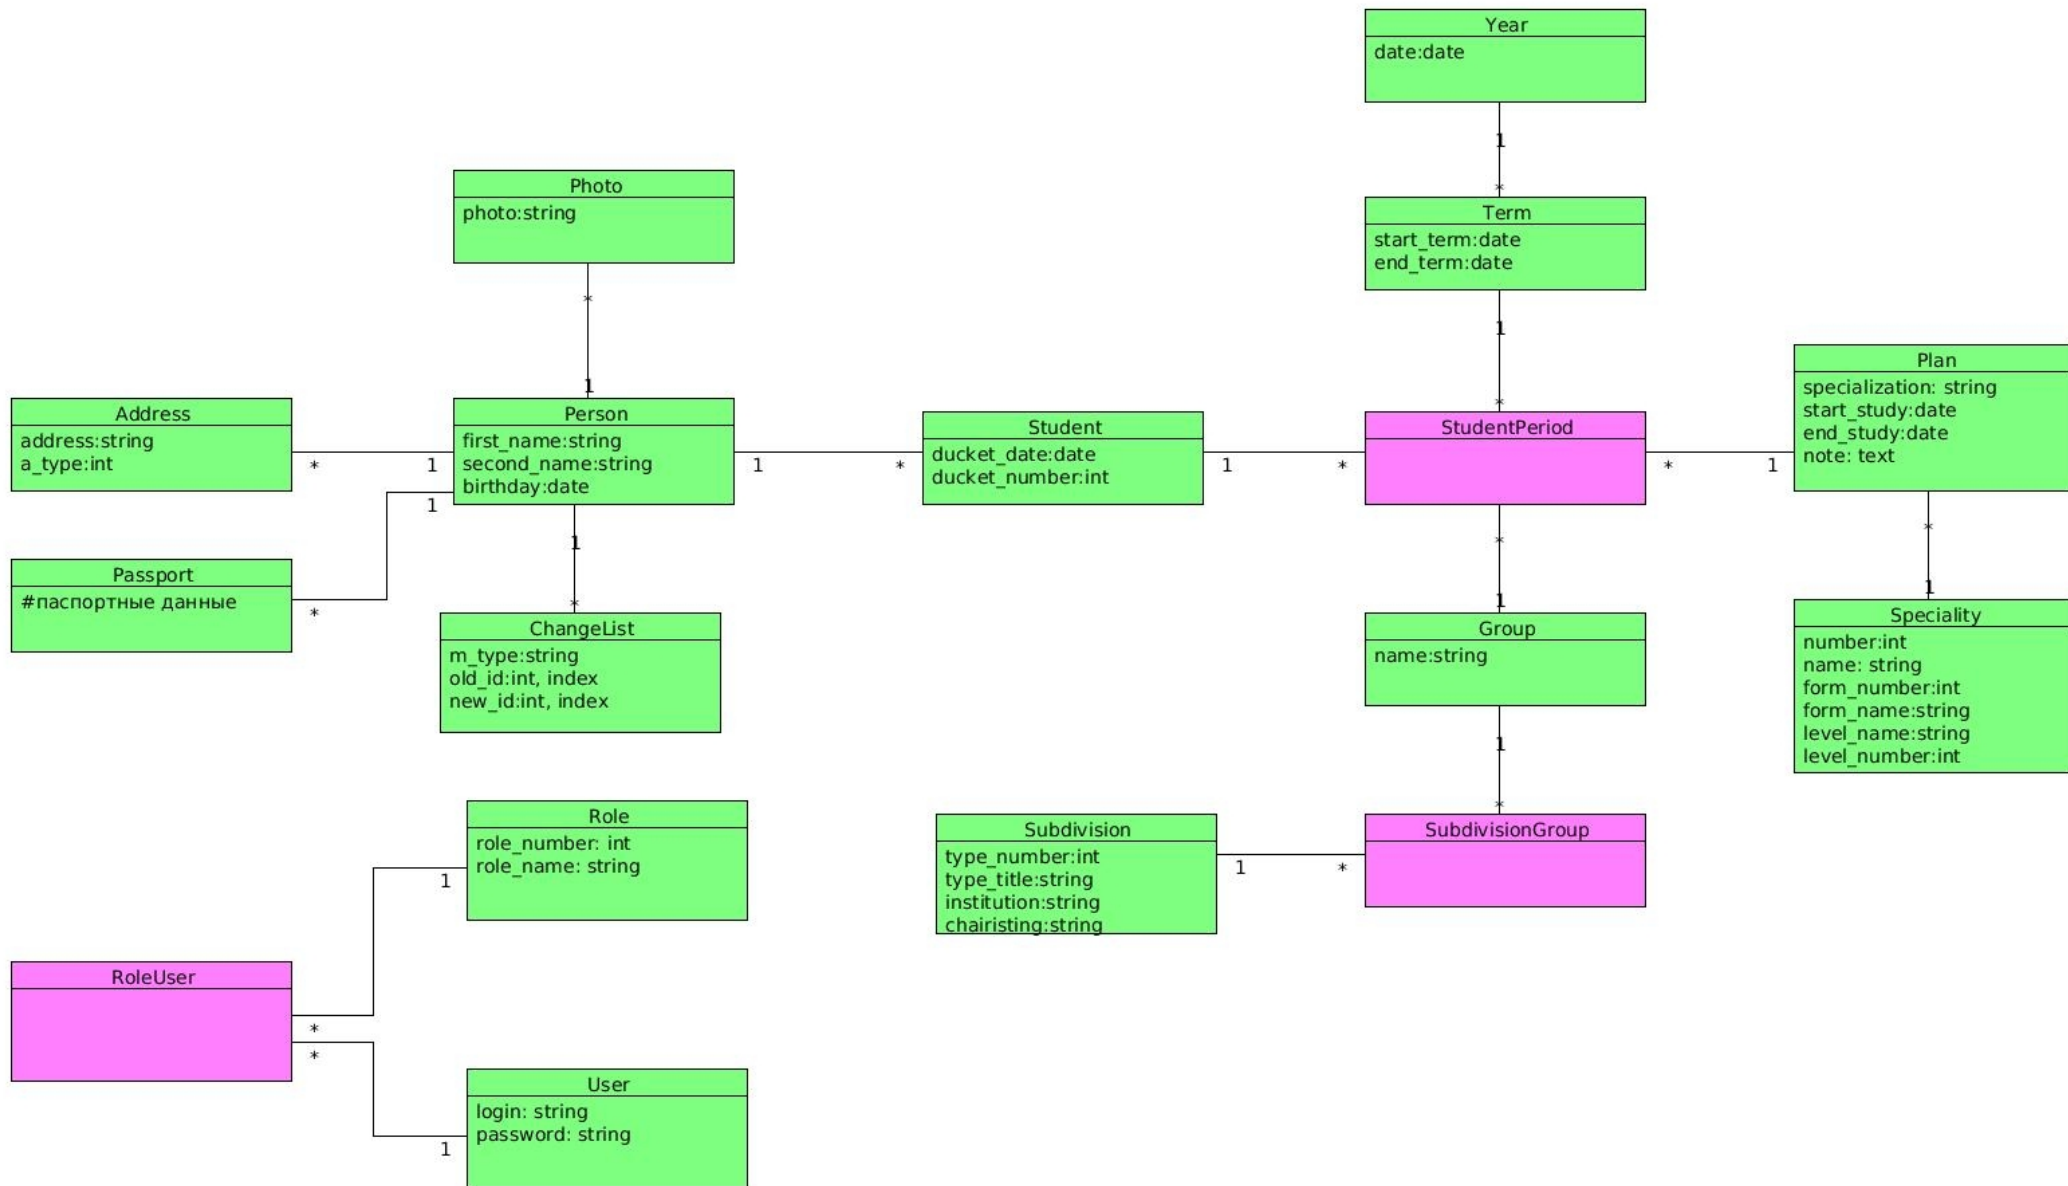 Year
date:date
1
*
Term
start_term:date
end_term:date
1
*
Photo
photo:string
*
1
Address
address:string
a_type:int
*
1
Person
first_name:string
second_name:string
birthday:date
1
*
Student
ducket_date:date
ducket_number:int
1
*
StudentPeriod
*
1
Plan
specialization: string
start_study:date
end_study:date
note: text
*
1
Speciality
number:int
name: string
form_number:int
form_name:string
level_name:string
level_number:int
1
*
Passport
#паспортные данные
1
*
ChangeList
m_type:string
old_id:int, index
new_id:int, index
*
1
Group
name:string
1
*
SubdivisionGroup
Subdivision
type_number:int
type_title:string
institution:string
chairisting:string
1
*
Role
role_number: int
role_name: string
1
RoleUser
*
*
User
login: string
password: string
1